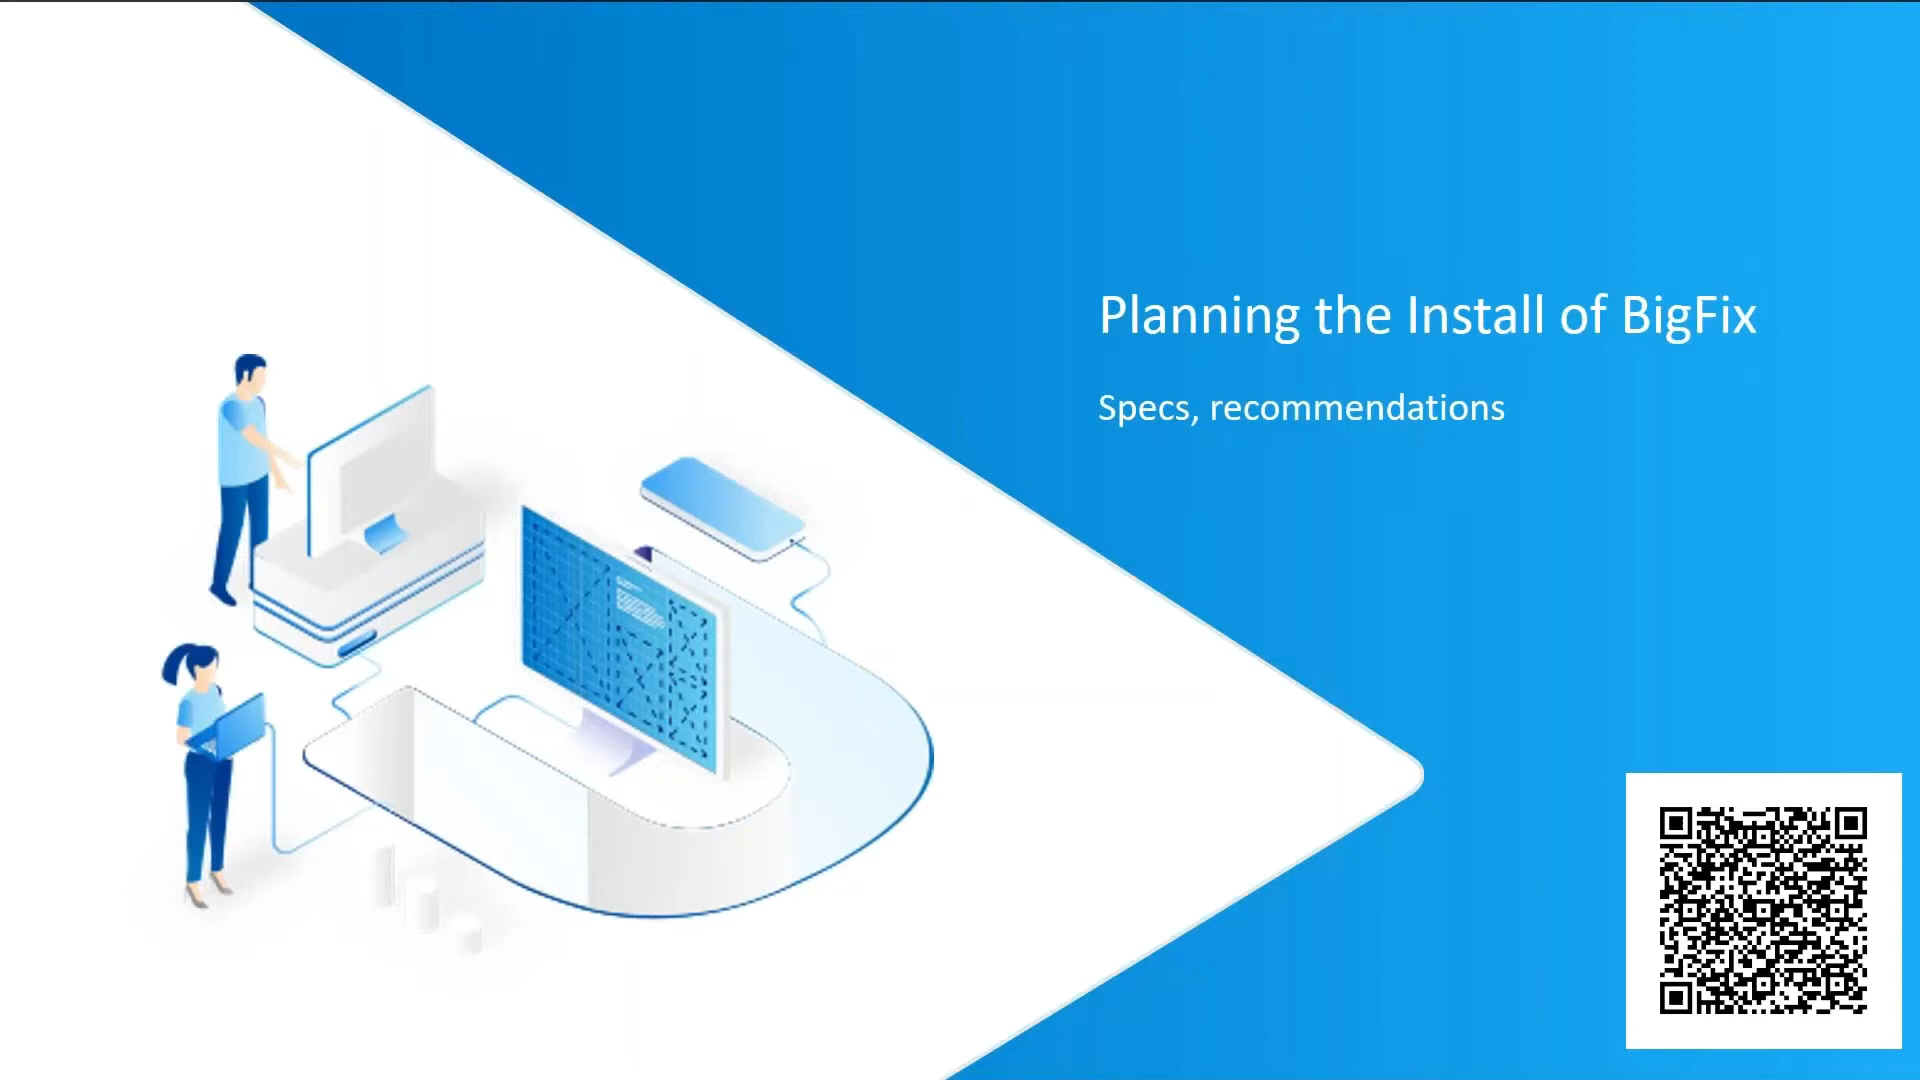 Planning the Install of BigFix
Specs, recommendations